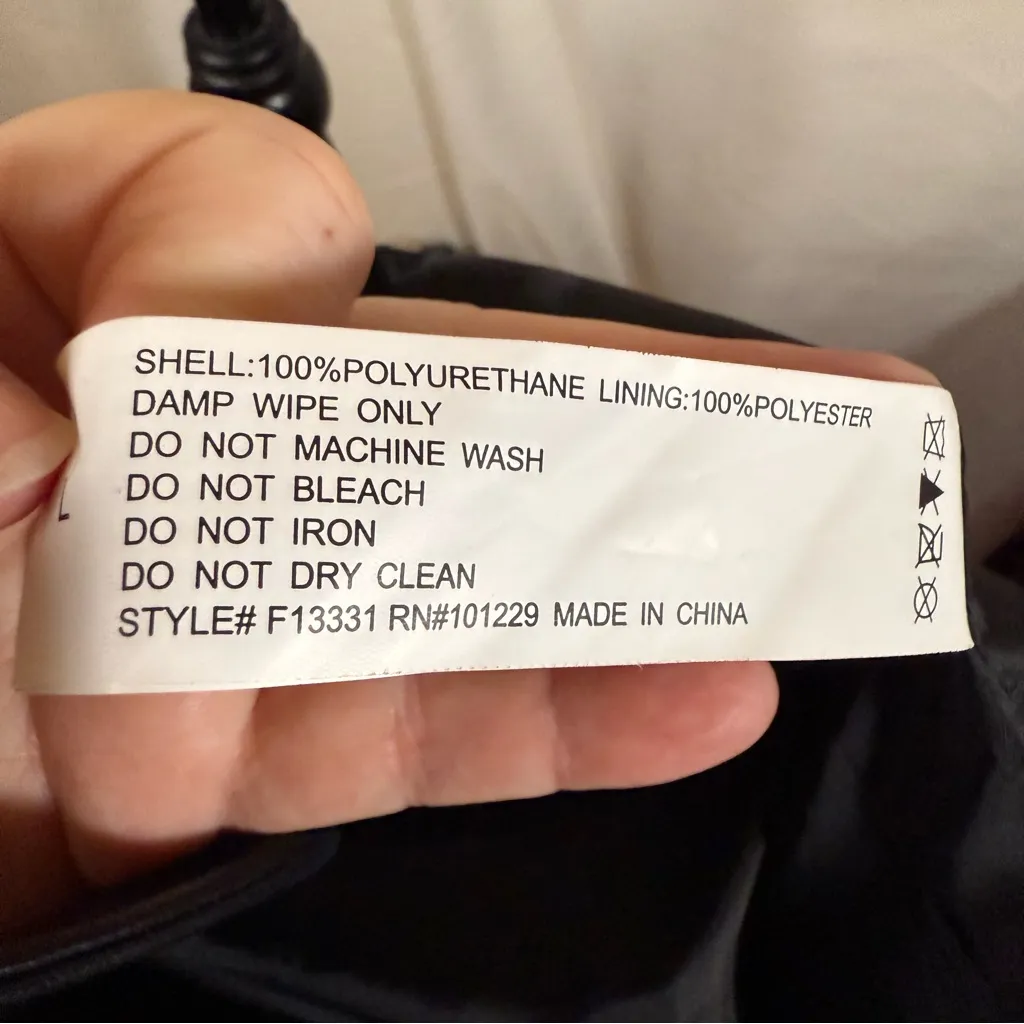 SHELL:100%POLYURETHANE LINING:100%POLYESTER
DAMP WIPE ONLY
DO NOT MACHINE WASH
DO NOT BLEACH
DO NOT IRON
DO NOT DRY CLEAN
STYLE# F13331 RN#101229 MADE IN CHINA
L